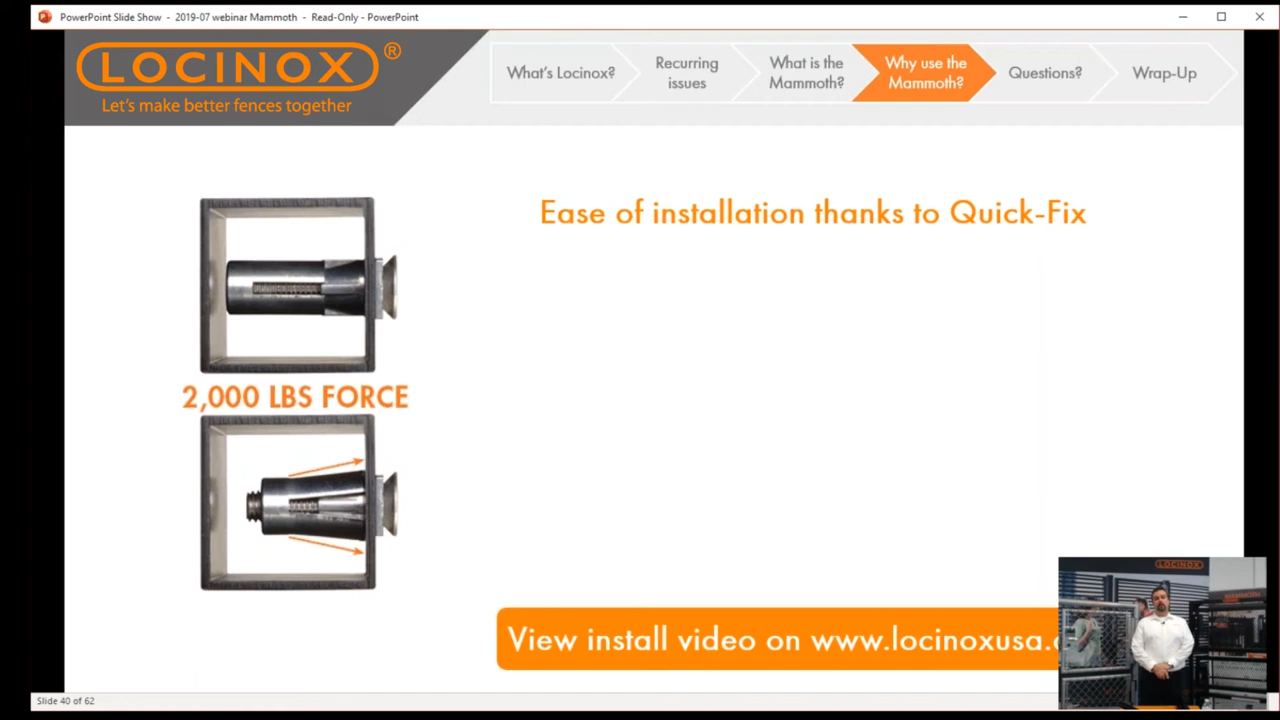 PowerPoint Slide Show - 2019-07 webinar Mammoth - Read-Only - PowerPoint
LOCINOX®
Let's make better fences together
What's Locinox?
Recurring
issues
What is the
Mammoth?
Why use the
Mammoth?
Questions?
Wrap-Up
Ease of installation thanks to Quick-Fix
2,000 LBS FORCE
View install video on www.locinoxusa.c
LOCINOX
MAMMOTH
Slide 40 of 62